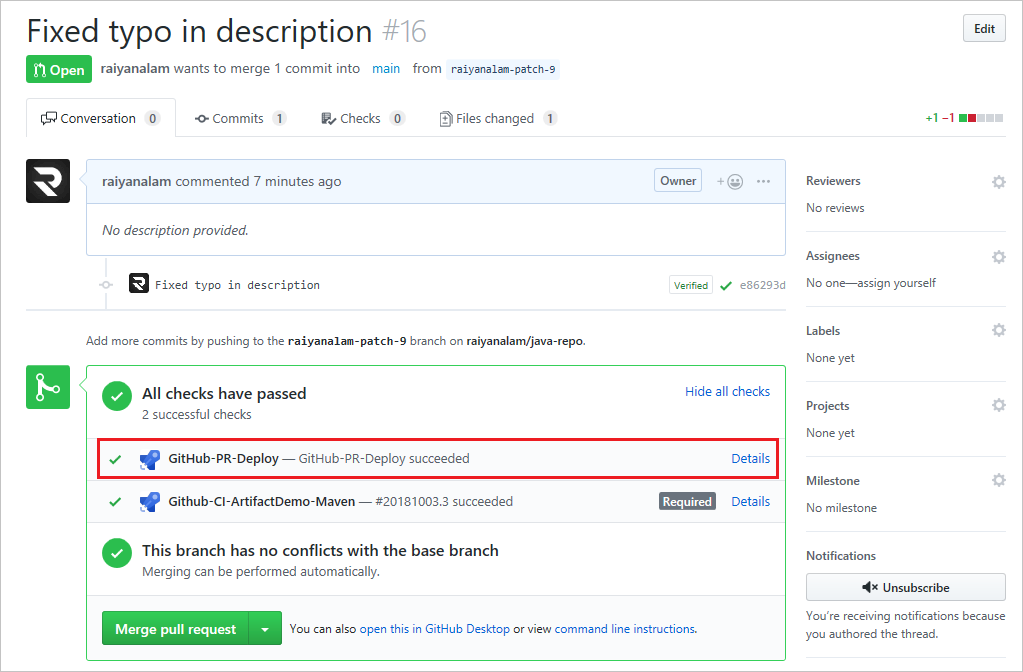 Fixed typo in description #16
Edit
Open raiyanalam wants to merge 1 commit into main from raiyanalam-patch-9
Conversation 0 Commits 1 Checks 0 Files changed 1 +1 −1
raiyanalam commented 7 minutes ago Owner + ...
No description provided.
Fixed typo in description Verified e86293d
Add more commits by pushing to the raiyanalam-patch-9 branch on raiyanalam/java-repo.
All checks have passed Hide all checks
2 successful checks
GitHub-PR-Deploy — GitHub-PR-Deploy succeeded Details
Github-CI-ArtifactDemo-Maven — #20181003.3 succeeded Required Details
This branch has no conflicts with the base branch
Merging can be performed automatically.
Merge pull request You can also open this in GitHub Desktop or view command line instructions.
Reviewers
No reviews
Assignees
No one—assign yourself
Labels
None yet
Projects
None yet
Milestone
No milestone
Notifications
Unsubscribe
You're receiving notifications because
you authored the thread.